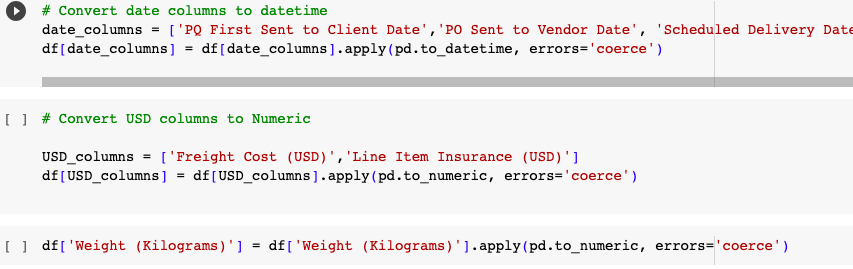 # Convert date columns to datetime
date_columns = ['PQ First Sent to Client Date','PO Sent to Vendor Date', 'Scheduled Delivery Date
df[date_columns] = df[date_columns].apply(pd.to_datetime, errors='coerce')
[ ] # Convert USD columns to Numeric
USD_columns = ['Freight Cost (USD)','Line Item Insurance (USD)']
df[USD_columns] = df[USD_columns].apply(pd.to_numeric, errors='coerce')
[ ] df['Weight (Kilograms)'] = df['Weight (Kilograms)'].apply(pd.to_numeric, errors='coerce')